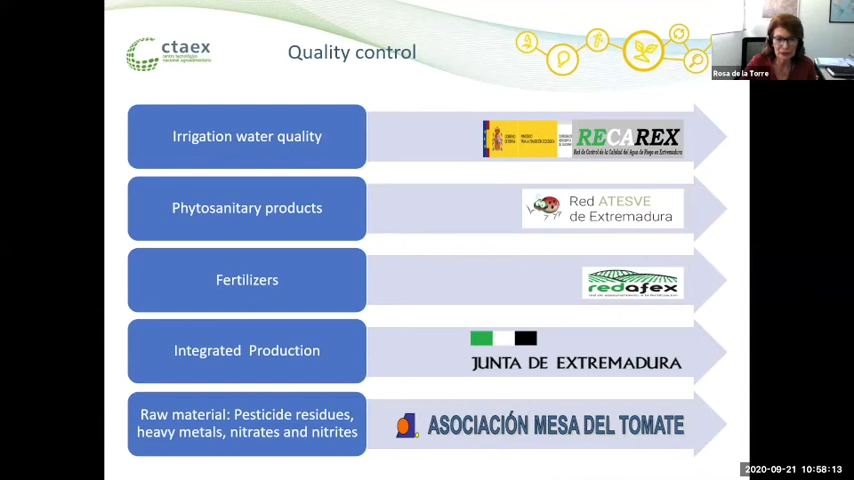 ctaex
Quality control
Rosa de la Torre
Irrigation water quality
RECAREX
Red de Control de la Calidad del Agua de Riego en Extremadura
Phytosanitary products
Red ATESVE
de Extremadura
Fertilizers
redafex
Integrated Production
JUNTA DE EXTREMADURA
Raw material: Pesticide residues,
heavy metals, nitrates and nitrites
ASOCIACIÓN MESA DEL TOMATE
2020-09-21 10:58:13